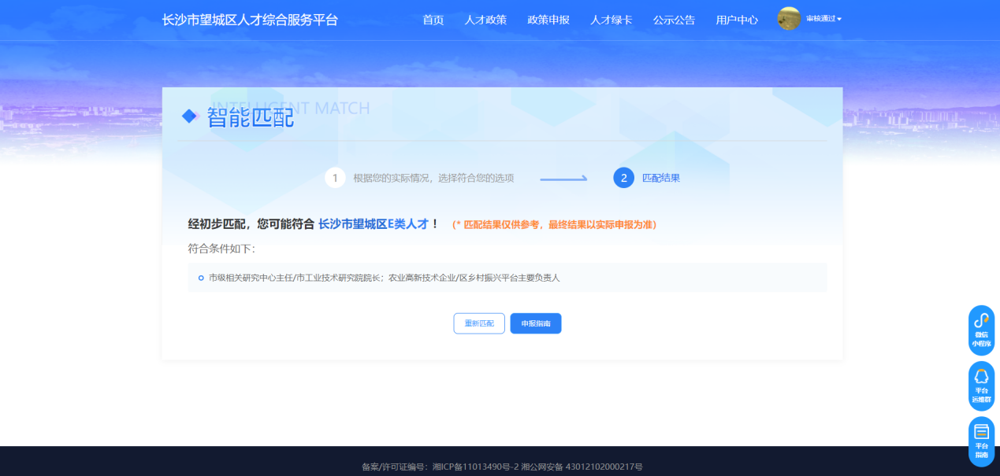 长沙市望城区人才综合服务平台 首页 人才政策 政策申报 人才绿卡 公示公告 用户中心 审核通过
INTELLIGENT MATCH
智能匹配
1 根据您的实际情况，选择符合您的选项 2 匹配结果
经初步匹配，您可能符合 长沙市望城区E类人才！ （* 匹配结果仅供参考，最终结果以实际申报为准）
符合条件如下：
市级相关研究中心主任/市工业技术研究院院长；农业高新技术企业/区乡村振兴平台主要负责人
重新匹配 申报指南
微信
小程序
平台
运维群
平台
指南
备案/许可证编号：湘ICP备11013490号-2 湘公网安备 43012102000217号